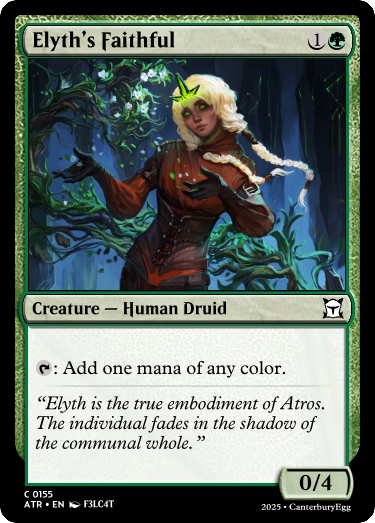 Elyth's Faithful 1
Creature — Human Druid
: Add one mana of any color.
“Elyth is the true embodiment of Atros.
The individual fades in the shadow of
the communal whole.”
0/4
C 0155
ATR • EN F3LC4T
2025 • CanterburyEgg